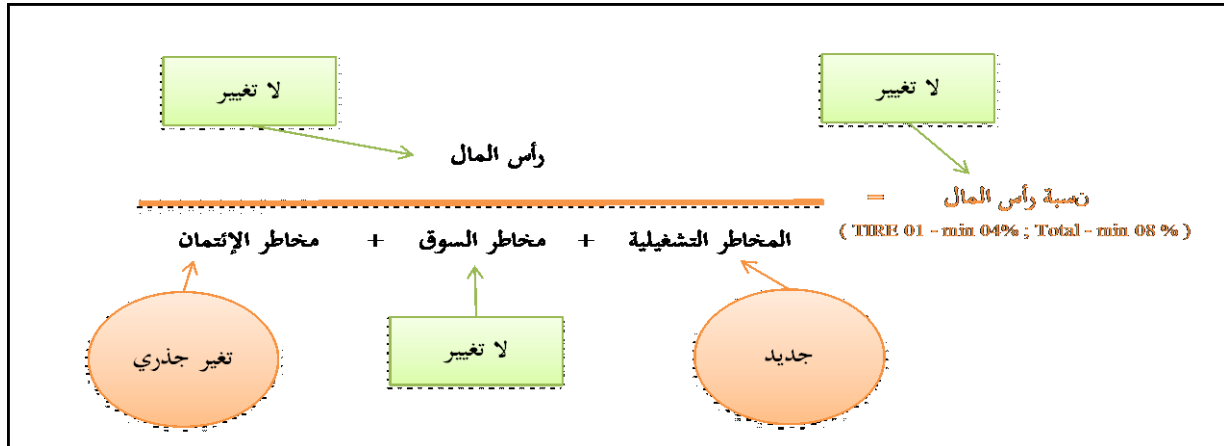 لا تغيير
لا تغيير
رأس المال
نسبة رأس المال =
( TIRE 01 - min 04% ; Total - min 08 % )
المخاطر التشغيلية + مخاطر السوق + مخاطر الإئتمان
جديد
لا تغيير
تغير جذري